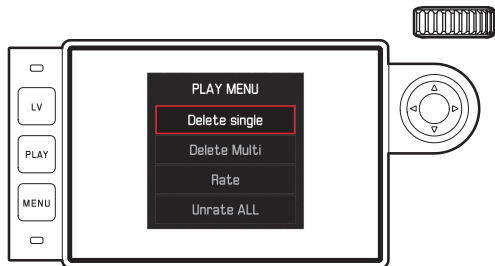 LV
PLAY
MENU
PLAY MENU
Delete single
Delete Multi
Rate
Unrate ALL